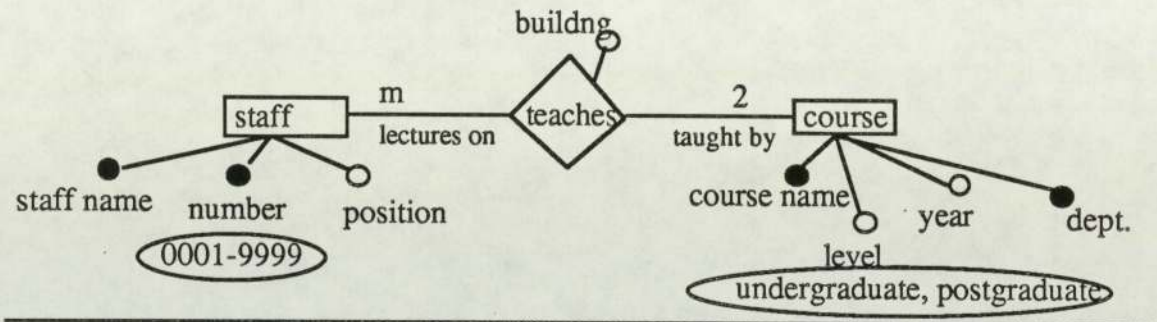 buildng
m
2
staff
teaches
course
lectures on
taught by
staff name
number
position
course name
level
year
dept.
0001-9999
undergraduate, postgraduate